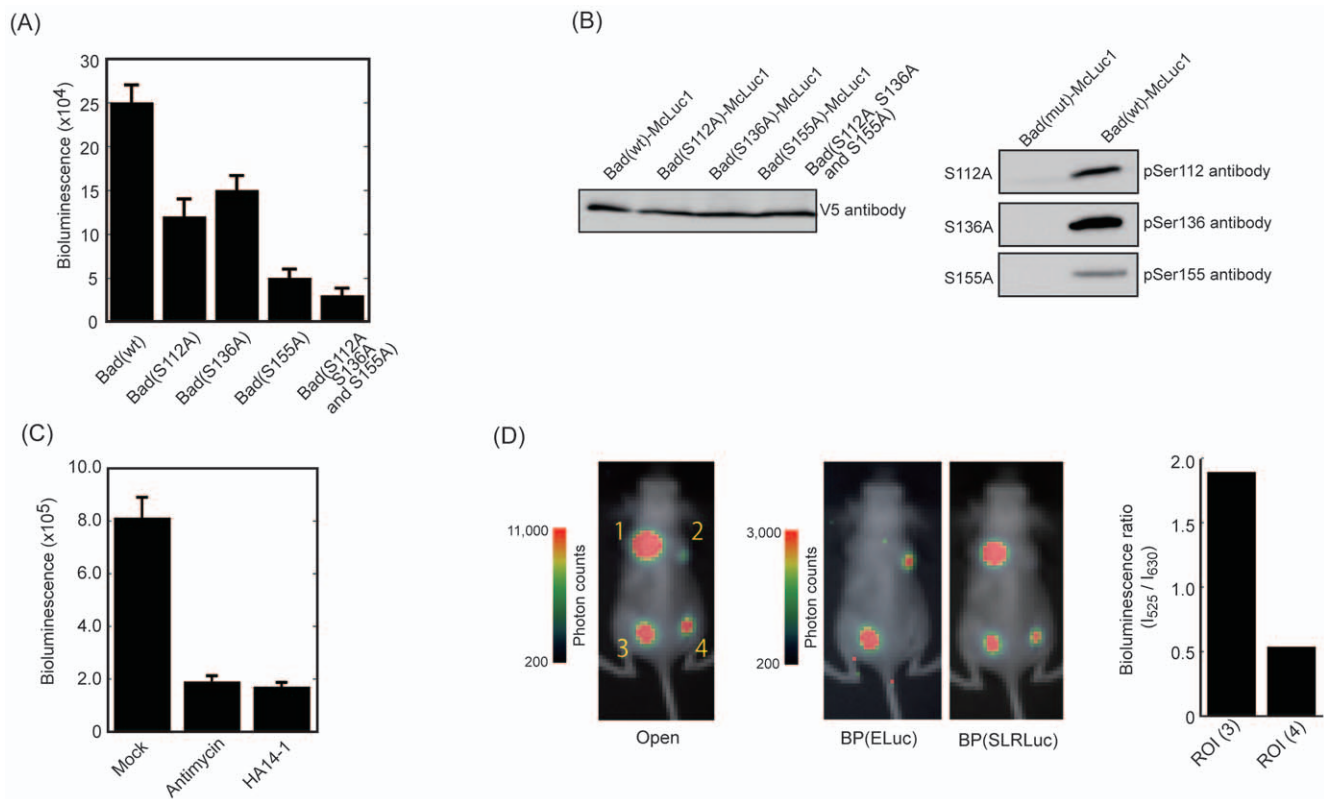 (A)
Bioluminescence (x10⁴)
30
25
20
15
10
5
0
Bad(wt)
Bad(S112A)
Bad(S136A)
Bad(S155A)
Bad(S112A
S136A
and S155A)
(B)
Bad(wt)-McLuc1
Bad(S112A)-McLuc1
Bad(S136A)-McLuc1
Bad(S155A)-McLuc1
Bad(S112A, S136A
and S155A)
V5 antibody
Bad(mut)-McLuc1
Bad(wt)-McLuc1
S112A
pSer112 antibody
S136A
pSer136 antibody
S155A
pSer155 antibody
(C)
Bioluminescence (x10⁵)
10.0
8.0
6.0
4.0
2.0
0
Mock
Antimycin
HA14-1
(D)
11,000
Photon counts
200
1
2
3
4
Open
3,000
Photon counts
200
BP(ELuc)
BP(SLRLuc)
Bioluminescence ratio
(I₅₂₅ / I₆₃₀)
2.0
1.5
1.0
0.5
0
ROI (3)
ROI (4)